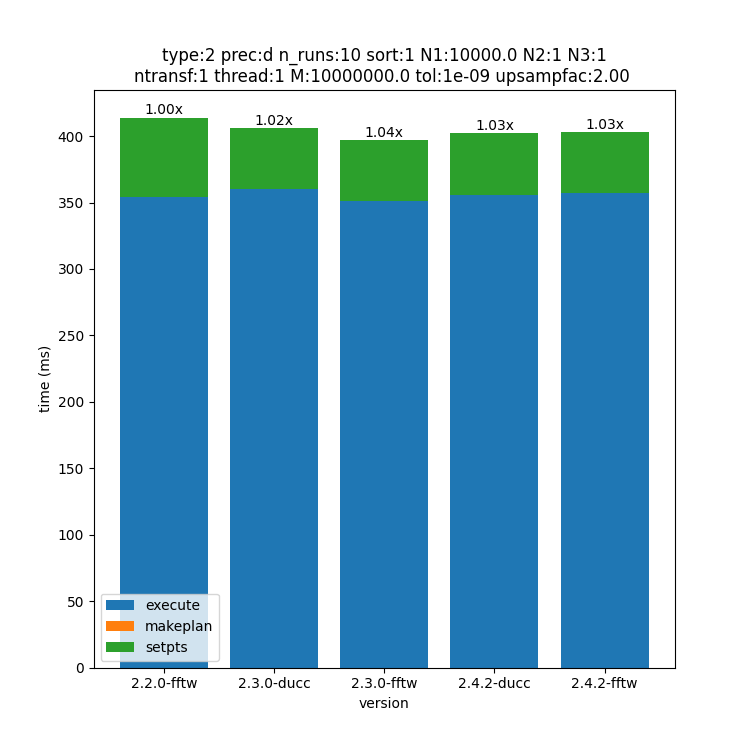 type:2 prec:d n_runs:10 sort:1 N1:10000.0 N2:1 N3:1
ntransf:1 thread:1 M:10000000.0 tol:1e-09 upsampfac:2.00
1.00x
1.02x
1.04x
1.03x
1.03x
400
350
300
250
200
150
100
50
0
time (ms)
execute
makeplan
setpts
2.2.0-fftw
2.3.0-ducc
2.3.0-fftw
2.4.2-ducc
2.4.2-fftw
version